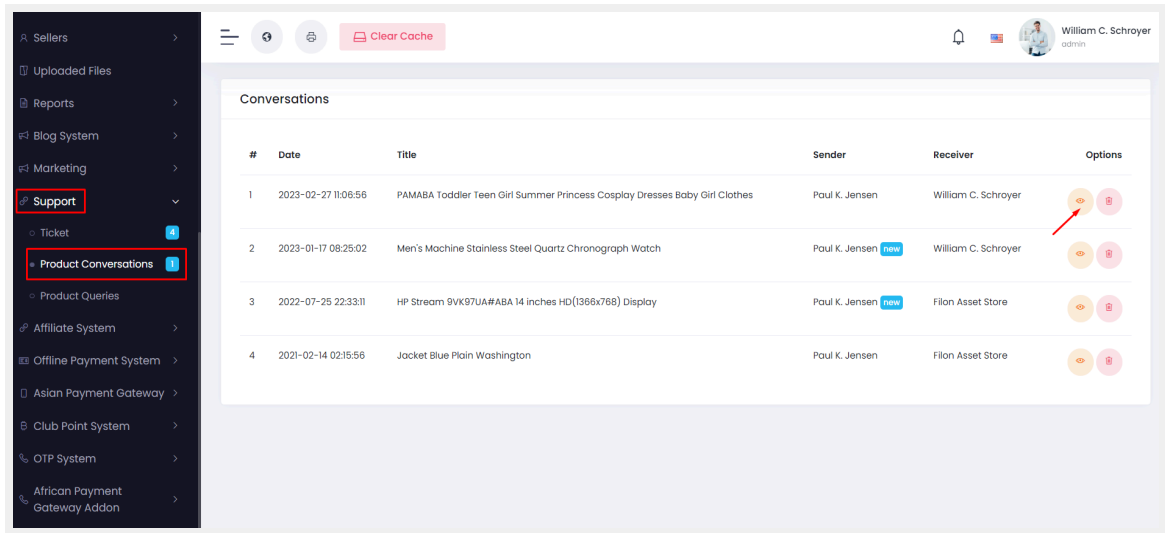 Sellers
Uploaded Files
Reports
Blog System
Marketing
Support
Ticket 4
Product Conversations 1
Product Queries
Affiliate System
Offline Payment System
Asian Payment Gateway
Club Point System
OTP System
African Payment
Gateway Addon
Clear Cache
William C. Schroyer
admin
Conversations
# Date Title Sender Receiver Options
1 2023-02-27 11:06:56 PAMABA Toddler Teen Girl Summer Princess Cosplay Dresses Baby Girl Clothes Paul K. Jensen William C. Schroyer
2 2023-01-17 08:25:02 Men's Machine Stainless Steel Quartz Chronograph Watch Paul K. Jensen new William C. Schroyer
3 2022-07-25 22:33:11 HP Stream 9VK97UA#ABA 14 inches HD(1366x768) Display Paul K. Jensen new Filon Asset Store
4 2021-02-14 02:15:56 Jacket Blue Plain Washington Paul K. Jensen Filon Asset Store